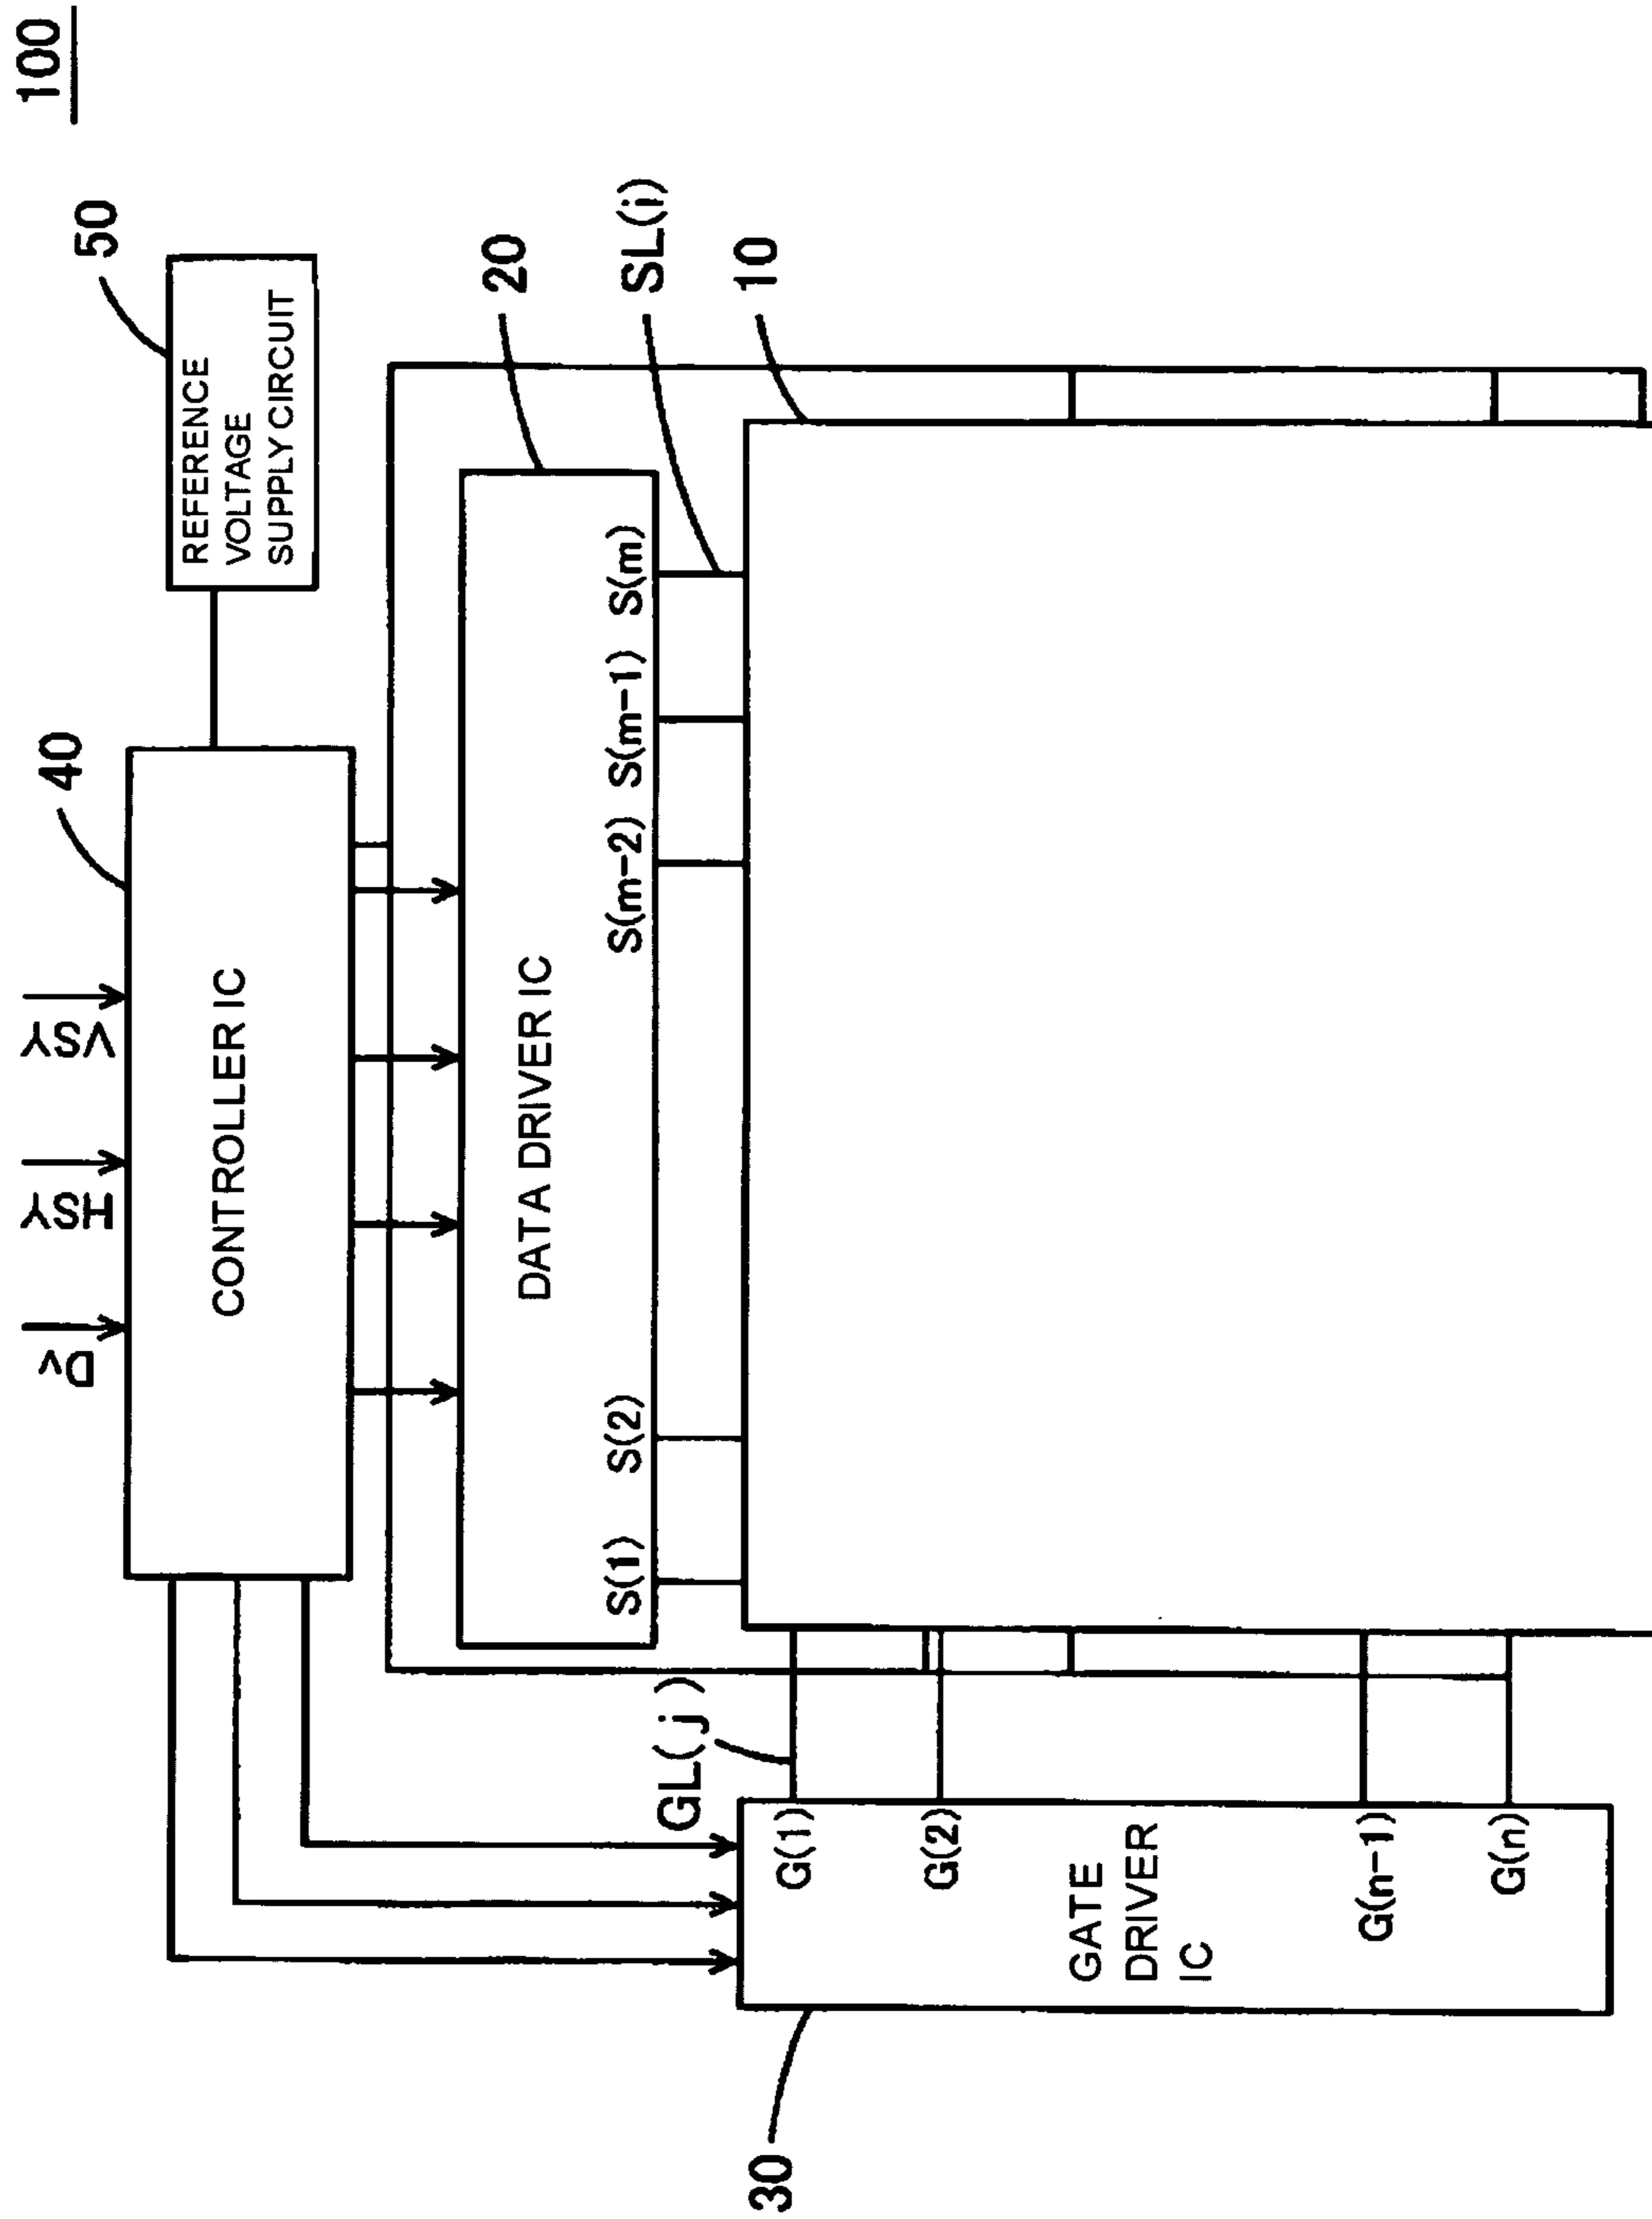 100
50
REFERENCE
VOLTAGE
SUPPLY CIRCUIT
40
Dv
HSY
VSY
CONTROLLER IC
20
DATA DRIVER IC
S(1)
S(2)
S(m-2)
S(m-1)
S(m)
SL(i)
10
GL(j)
G(1)
G(2)
GATE
DRIVER
IC
G(n-1)
G(n)
30